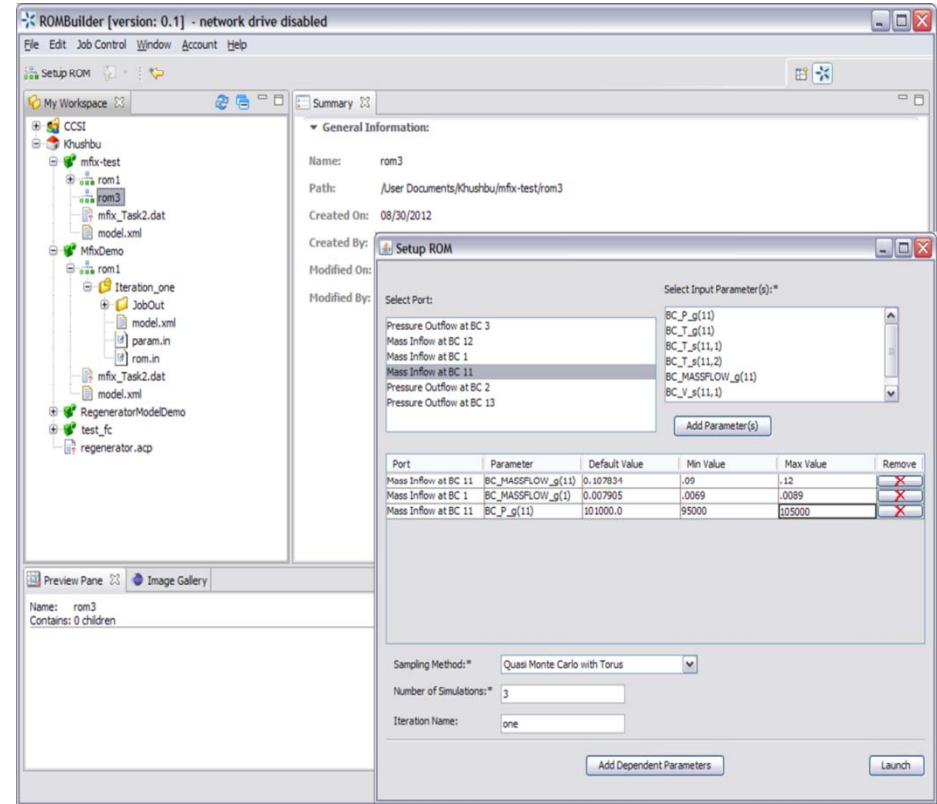 ROMBuilder [version: 0.1] - network drive disabled
File Edit Job Control Window Account Help
Setup ROM
My Workspace
CCSI
Khushbu
mfix-test
rom1
rom3
mfix_Task2.dat
model.xml
MfixDemo
rom1
Iteration_one
JobOut
model.xml
param.in
rom.in
mfix_Task2.dat
model.xml
RegeneratorModelDemo
test_fc
regenerator.acp
Summary
General Information:
Name: rom3
Path: /User Documents/Khushbu/mfix-test/rom3
Created On: 08/30/2012
Created By:
Modified On:
Modified By:
Preview Pane Image Gallery
Name: rom3
Contains: 0 children
Setup ROM
Select Port:
Pressure Outflow at BC 3
Mass Inflow at BC 12
Mass Inflow at BC 1
Mass Inflow at BC 11
Pressure Outflow at BC 2
Pressure Outflow at BC 13
Select Input Parameter(s):*
BC_P_g(11)
BC_T_g(11)
BC_T_s(11,1)
BC_T_s(11,2)
BC_MASSFLOW_g(11)
BC_V_s(11,1)
Add Parameter(s)
Port Parameter Default Value Min Value Max Value Remove
Mass Inflow at BC 11 BC_MASSFLOW_g(11) 0.107834 .09 .12 X
Mass Inflow at BC 1 BC_MASSFLOW_g(1) 0.007905 .0069 .0089 X
Mass Inflow at BC 11 BC_P_g(11) 101000.0 95000 105000 X
Sampling Method:* Quasi Monte Carlo with Torus
Number of Simulations:* 3
Iteration Name: one
Add Dependent Parameters Launch